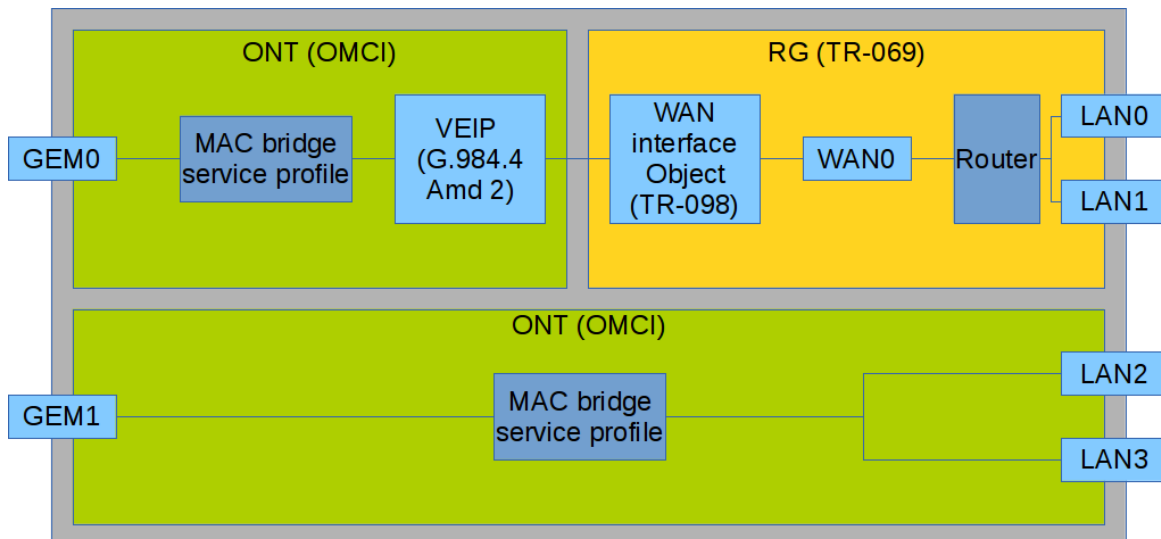 ONT (OMCI)
RG (TR-069)
GEM0
MAC bridge
service profile
VEIP
(G.984.4
Amd 2)
WAN
interface
Object
(TR-098)
WAN0
Router
LAN0
LAN1
ONT (OMCI)
GEM1
MAC bridge
service profile
LAN2
LAN3